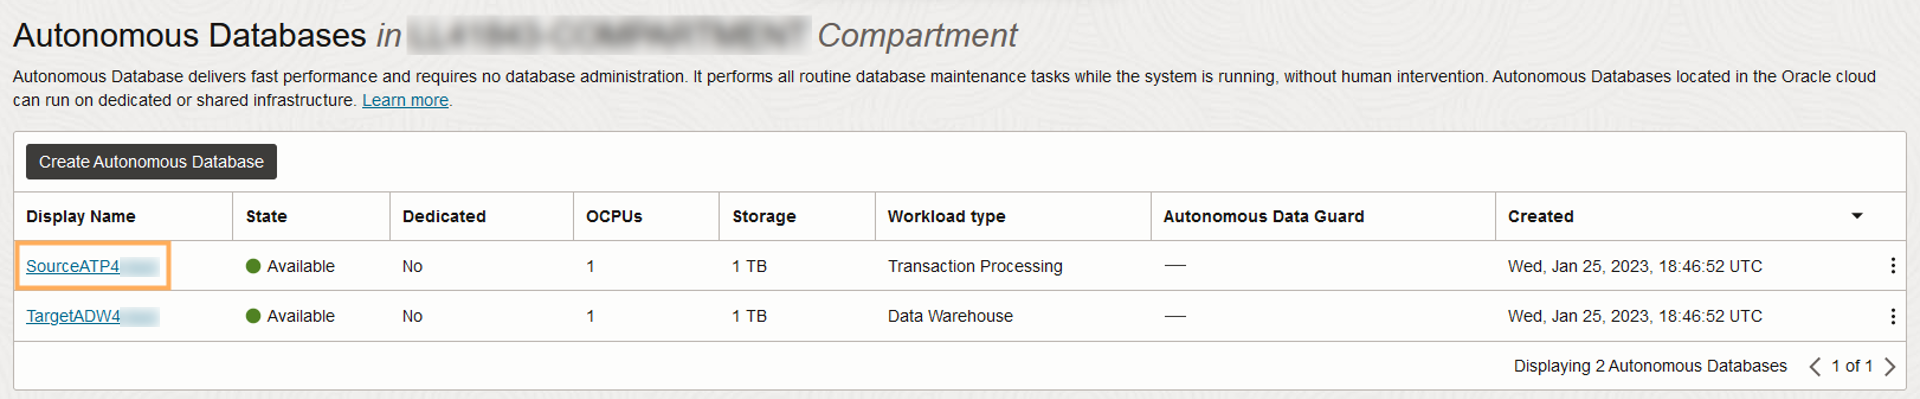 Autonomous Databases in Compartment
Autonomous Database delivers fast performance and requires no database administration. It performs all routine database maintenance tasks while the system is running, without human intervention. Autonomous Databases located in the Oracle cloud
can run on dedicated or shared infrastructure. Learn more.
Create Autonomous Database
Display Name State Dedicated OCPUs Storage Workload type Autonomous Data Guard Created
SourceATP4 Available No 1 1 TB Transaction Processing — Wed, Jan 25, 2023, 18:46:52 UTC
TargetADW4 Available No 1 1 TB Data Warehouse — Wed, Jan 25, 2023, 18:46:52 UTC
Displaying 2 Autonomous Databases < 1 of 1 >